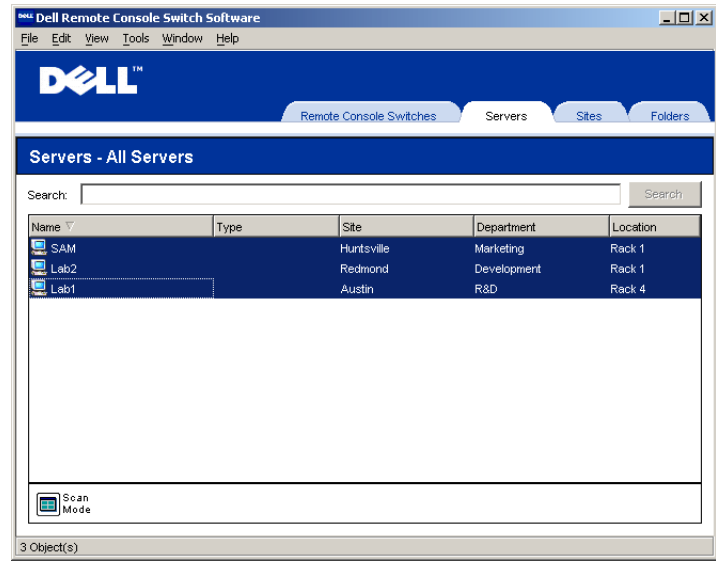 DELL Dell Remote Console Switch Software
File Edit View Tools Window Help
DELL™
Remote Console Switches Servers Sites Folders
Servers - All Servers
Search: Search
Name Type Site Department Location
SAM Huntsville Marketing Rack 1
Lab2 Redmond Development Rack 1
Lab1 Austin R&D Rack 4
Scan
Mode
3 Object(s)